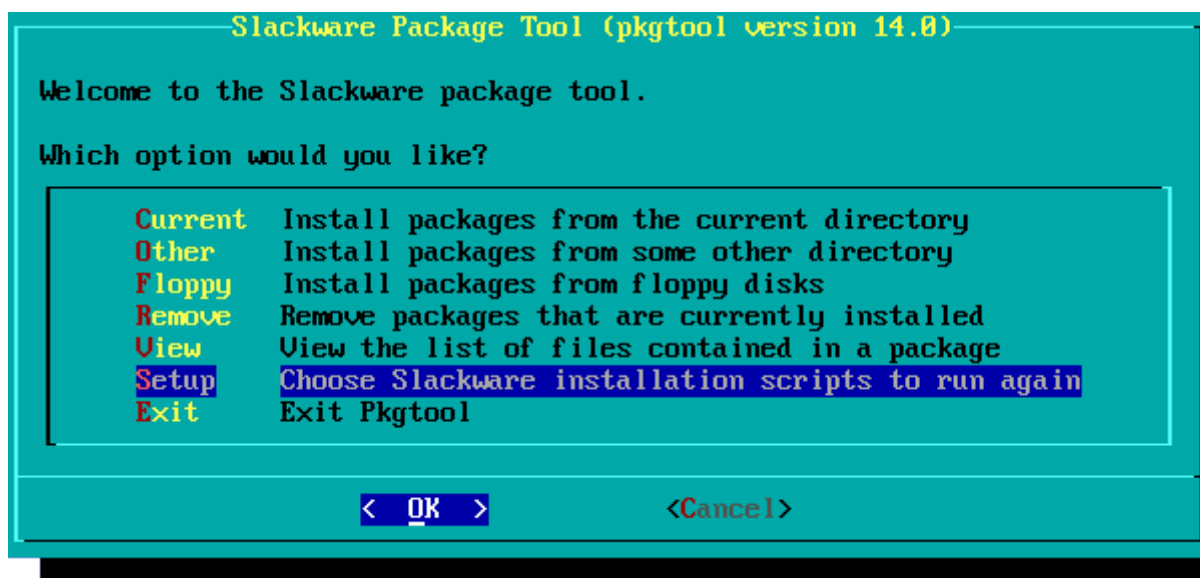 Slackware Package Tool (pkgtool version 14.0)
Welcome to the Slackware package tool.
Which option would you like?
Current Install packages from the current directory
Other Install packages from some other directory
Floppy Install packages from floppy disks
Remove Remove packages that are currently installed
View View the list of files contained in a package
Setup Choose Slackware installation scripts to run again
Exit Exit Pkgtool
< OK > <Cancel>